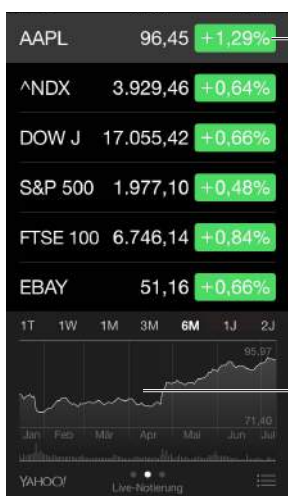 AAPL 96,45 +1,29%
^NDX 3.929,46 +0,64%
DOW J 17.055,42 +0,66%
S&P 500 1.977,10 +0,48%
FTSE 100 6.746,14 +0,84%
EBAY 51,16 +0,66%
1T 1W 1M 3M 6M 1J 2J
95,97
71,40
Jan Feb Mär Apr Mai Jun Jul
YAHOO!
Live-Notierung